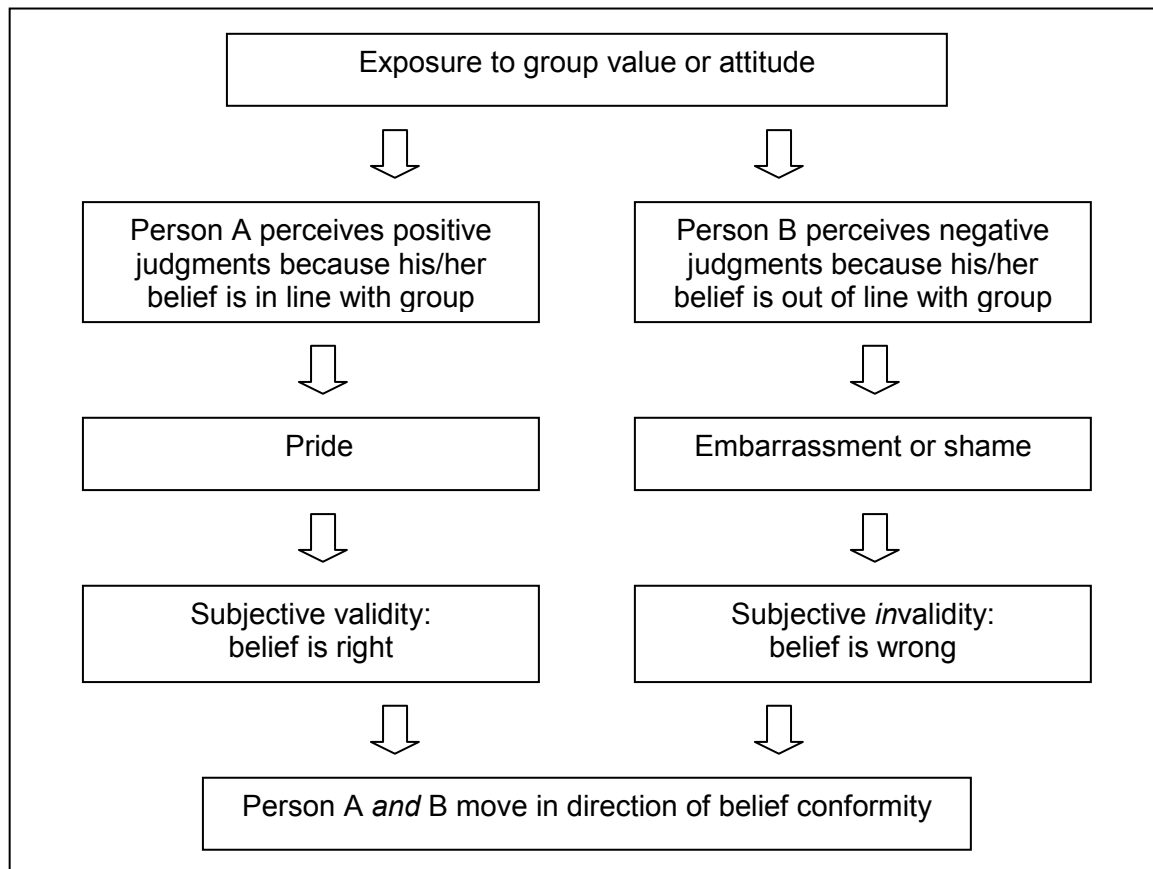 Exposure to group value or attitude
Person A perceives positive
judgments because his/her
belief is in line with group
Person B perceives negative
judgments because his/her
belief is out of line with group
Pride
Embarrassment or shame
Subjective validity:
belief is right
Subjective invalidity:
belief is wrong
Person A and B move in direction of belief conformity